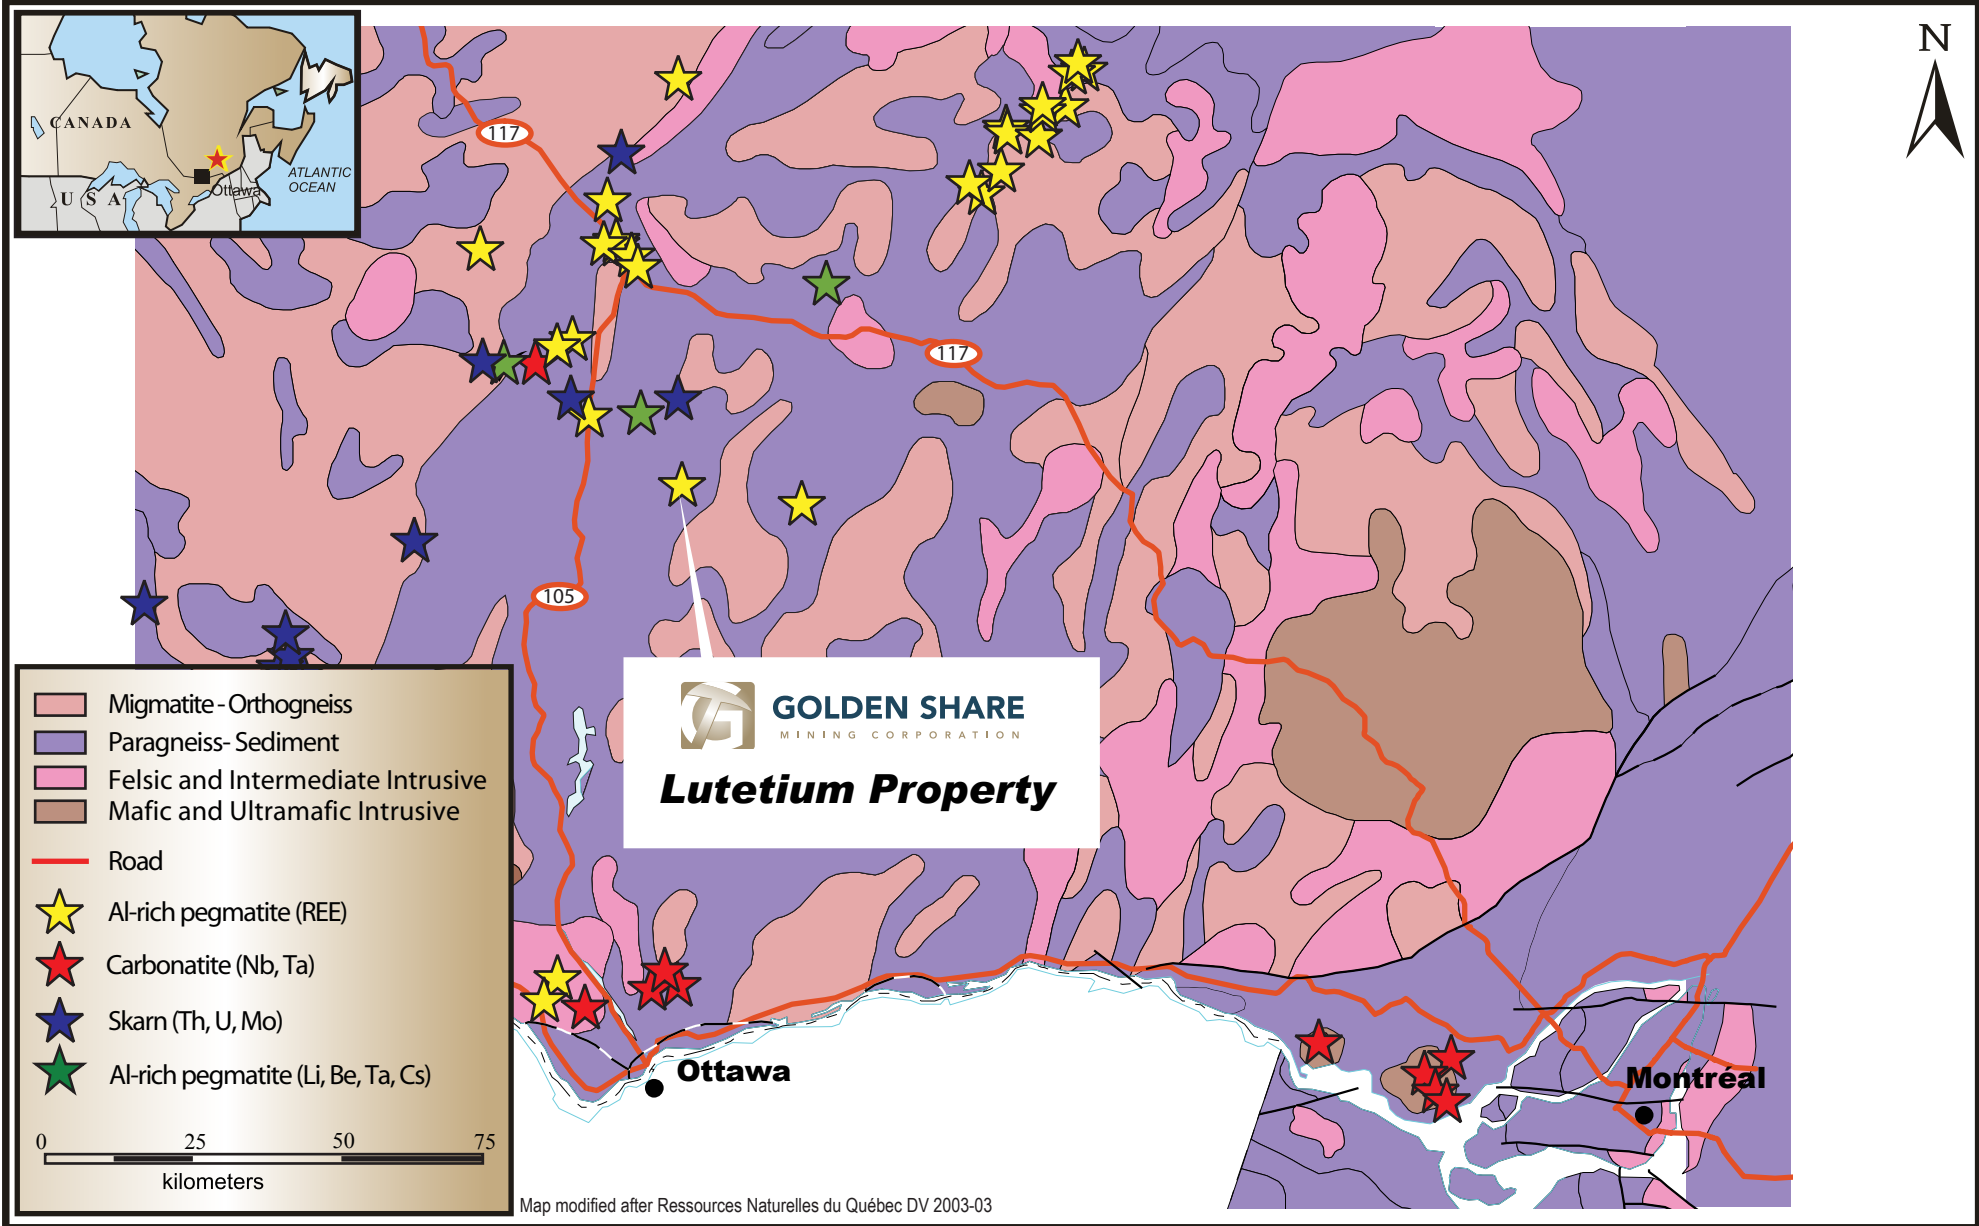 CANADA
U S A
Ottawa
ATLANTIC
OCEAN
N
117
117
105
GOLDEN SHARE
MINING CORPORATION
Lutetium Property
Migmatite - Orthogneiss
Paragneiss- Sediment
Felsic and Intermediate Intrusive
Mafic and Ultramafic Intrusive
Road
Al-rich pegmatite (REE)
Carbonatite (Nb, Ta)
Skarn (Th, U, Mo)
Al-rich pegmatite (Li, Be, Ta, Cs)
0 25 50 75
kilometers
Ottawa
Montréal
Map modified after Ressources Naturelles du Québec DV 2003-03